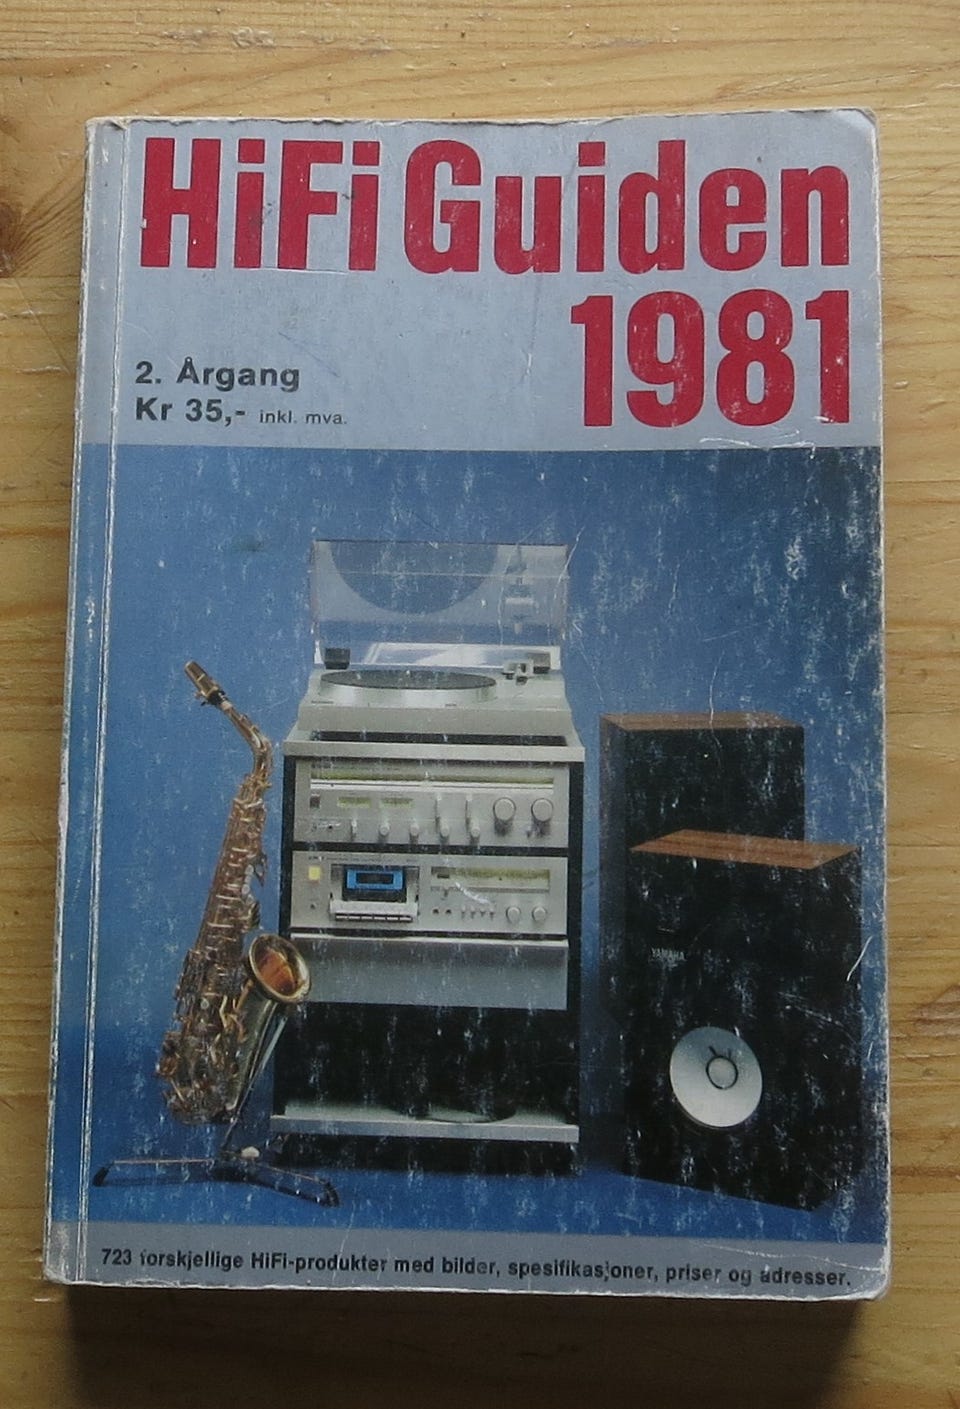 HiFi Guiden
1981
2. Årgang
Kr 35,- inkl. mva.
YAMAHA
723 forskjellige HiFi-produkter med bilder, spesifikasjoner, priser og adresser.